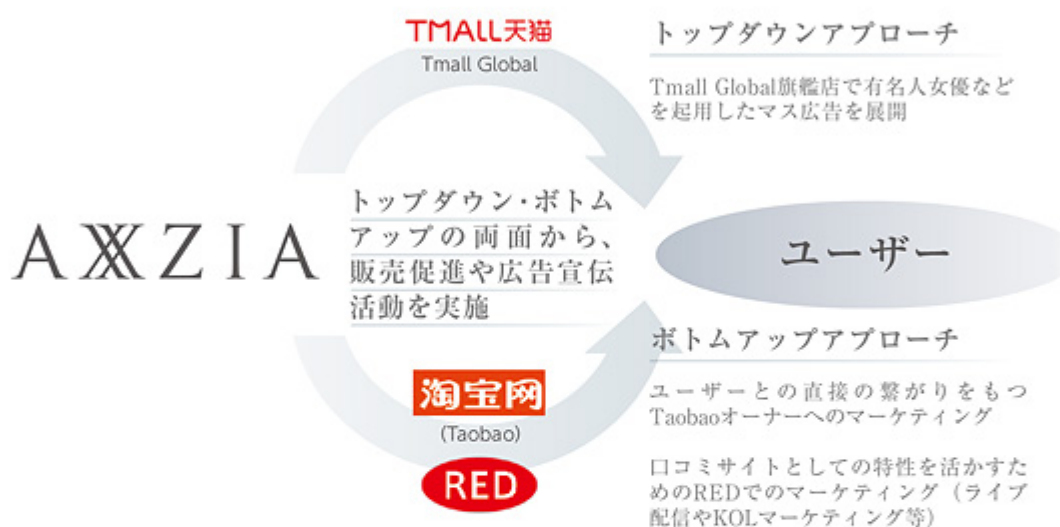 TMALL天猫
Tmall Global
トップダウンアプローチ
Tmall Global旗艦店で有名人女優など
を起用したマス広告を展開
AXXZIA
トップダウン・ボトム
アップの両面から、
販売促進や広告宣伝
活動を実施
ユーザー
淘宝网
(Taobao)
RED
ボトムアップアプローチ
ユーザーとの直接の繋がりをもつ
Taobaoオーナーへのマーケティング
口コミサイトとしての特性を活かすた
めのREDでのマーケティング（ライブ
配信やKOLマーケティング等）